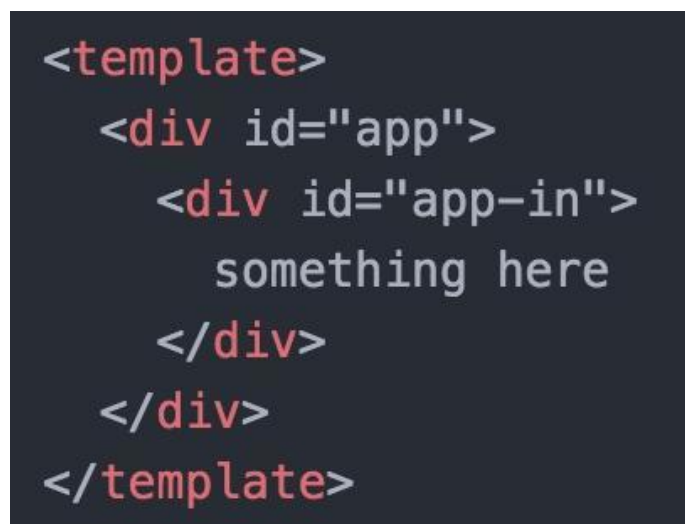 <template>
  <div id="app">
    <div id="app-in">
      something here
    </div>
  </div>
</template>